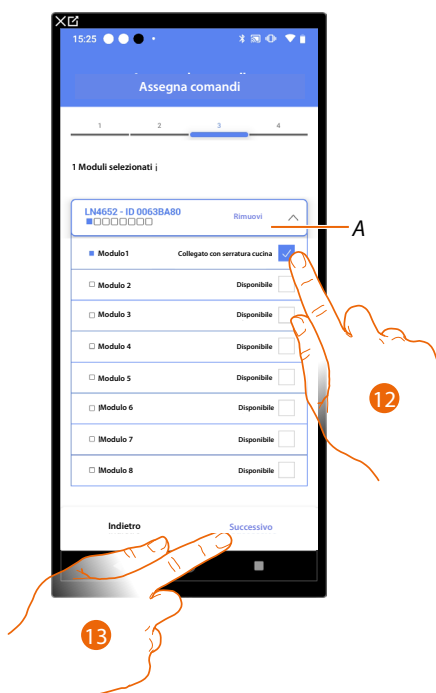 15:25
Assegna comandi
1 2 3 4
1 Moduli selezionati ¡
LN4652 - ID 0063BA80 Rimuovi
A
Modulo1 Collegato con serratura cucina
Modulo 2 Disponibile
Modulo 3 Disponibile
Modulo 4 Disponibile
Modulo 5 Disponibile
|Modulo 6 Disponibile
lModulo 7 Disponibile
lModulo 8 Disponibile
12
Indietro Successivo
13